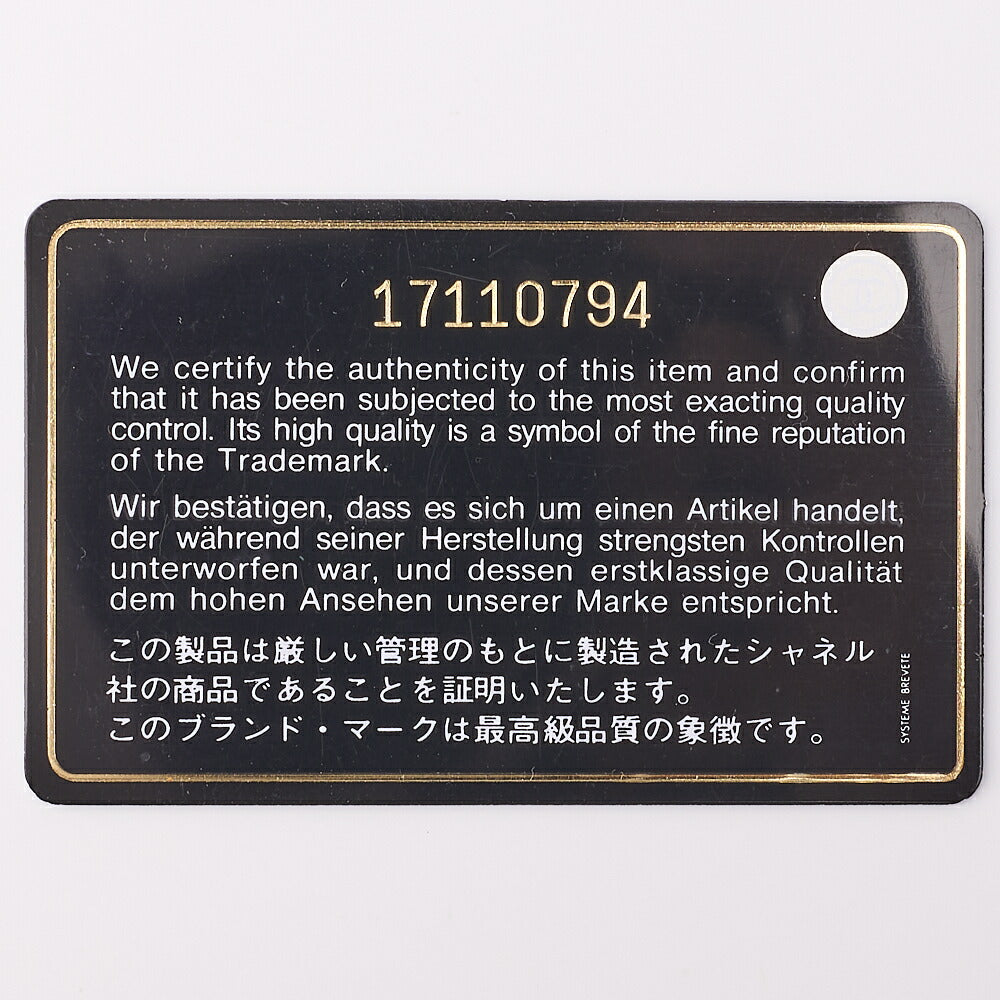 17110794
We certify the authenticity of this item and confirm
that it has been subjected to the most exacting quality
control. Its high quality is a symbol of the fine reputation
of the Trademark.
Wir bestätigen, dass es sich um einen Artikel handelt,
der während seiner Herstellung strengsten Kontrollen
unterworfen war, und dessen erstklassige Qualität
dem hohen Ansehen unserer Marke entspricht.
この製品は厳しい管理のもとに製造されたシャネル
社の商品であることを証明いたします。
このブランド・マークは最高級品質の象徴です。
SYSTEME BREVETE